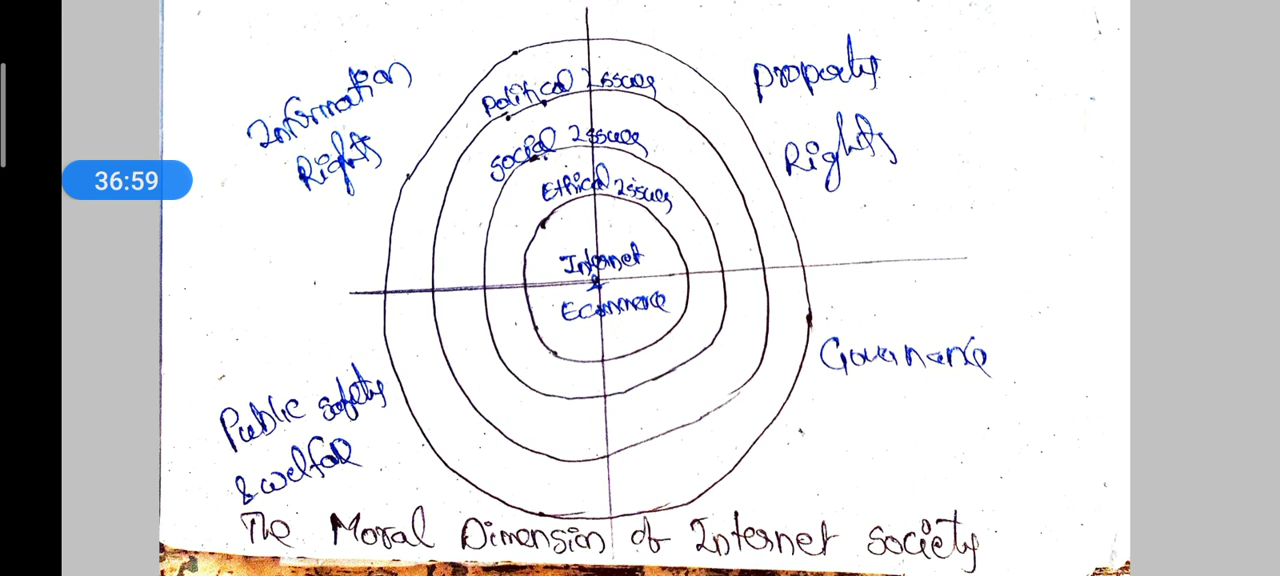 Information
Rights
Property
Rights
Political Issues
Social Issues
Ethical Issues
Internet
&
Ecommerce
Public safety
& welfare
Governance
The Moral Dimension of Internet Society
36:59